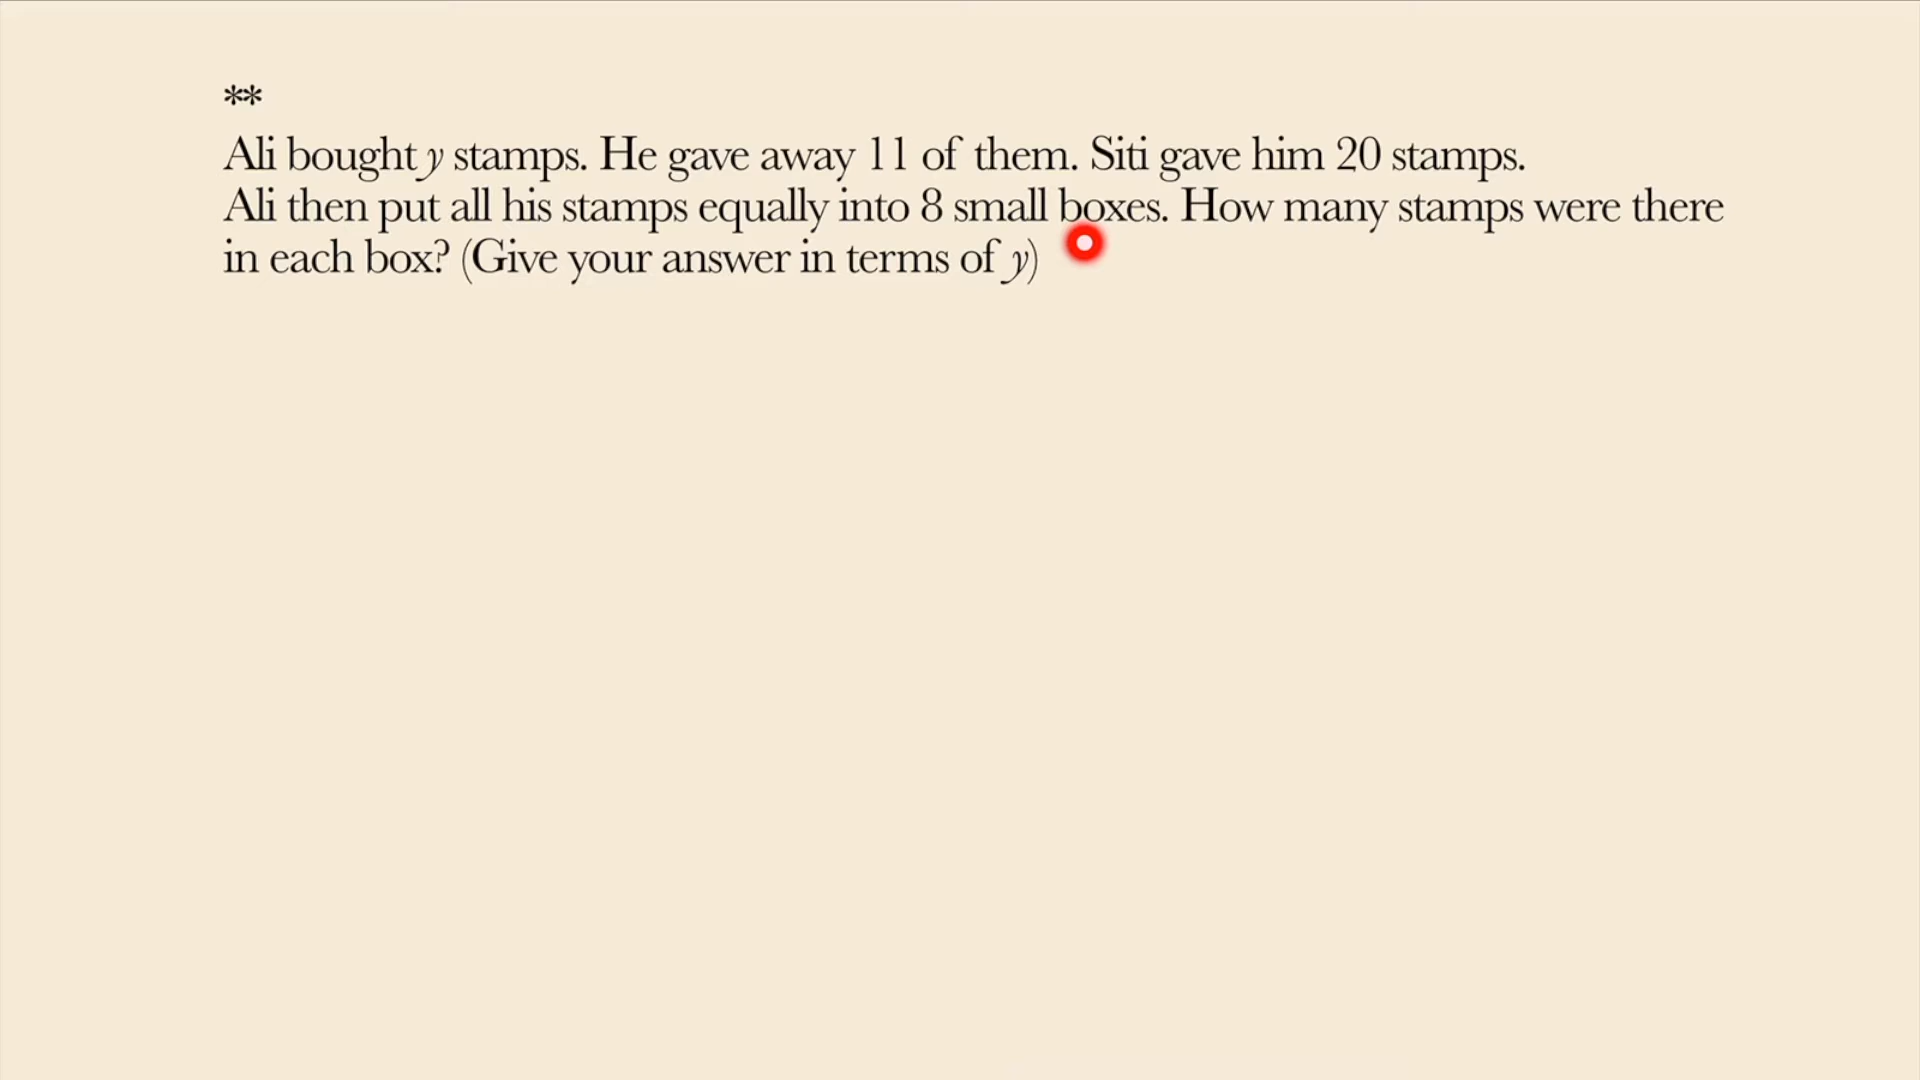 **
Ali bought y stamps. He gave away 11 of them. Siti gave him 20 stamps.
Ali then put all his stamps equally into 8 small boxes. How many stamps were there
in each box? (Give your answer in terms of y)